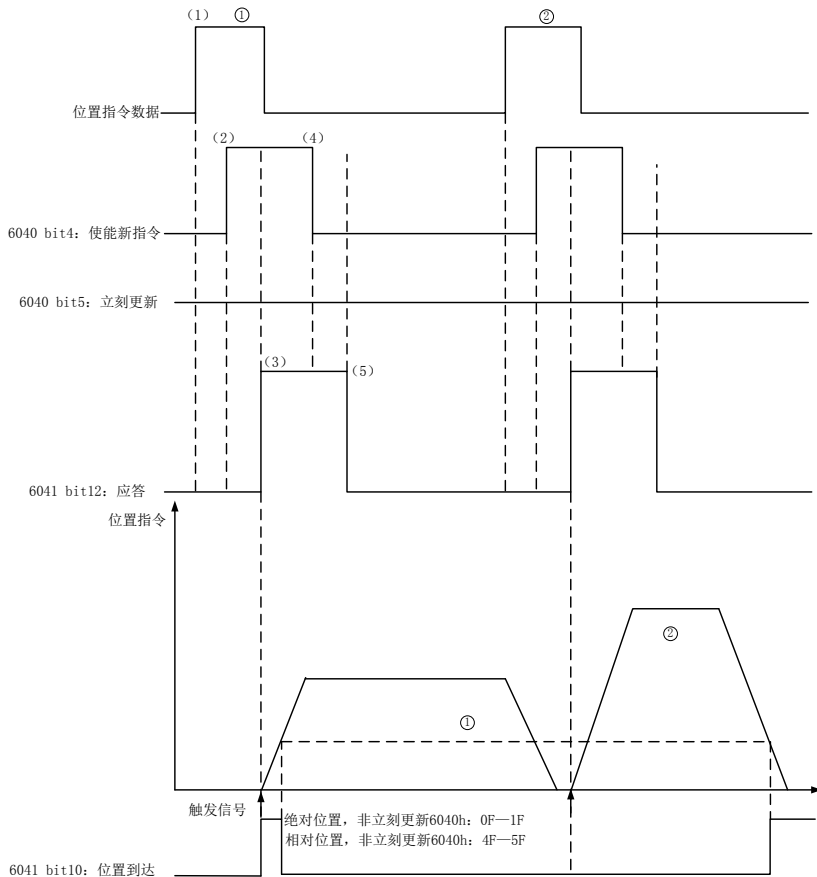 （1） ①
②
位置指令数据
（2） （4）
6040 bit4：使能新指令
6040 bit5：立刻更新
（3）
（5）
6041 bit12：应答
位置指令
②
①
触发信号
绝对位置，非立刻更新6040h：0F—1F
相对位置，非立刻更新6040h：4F—5F
6041 bit10：位置到达